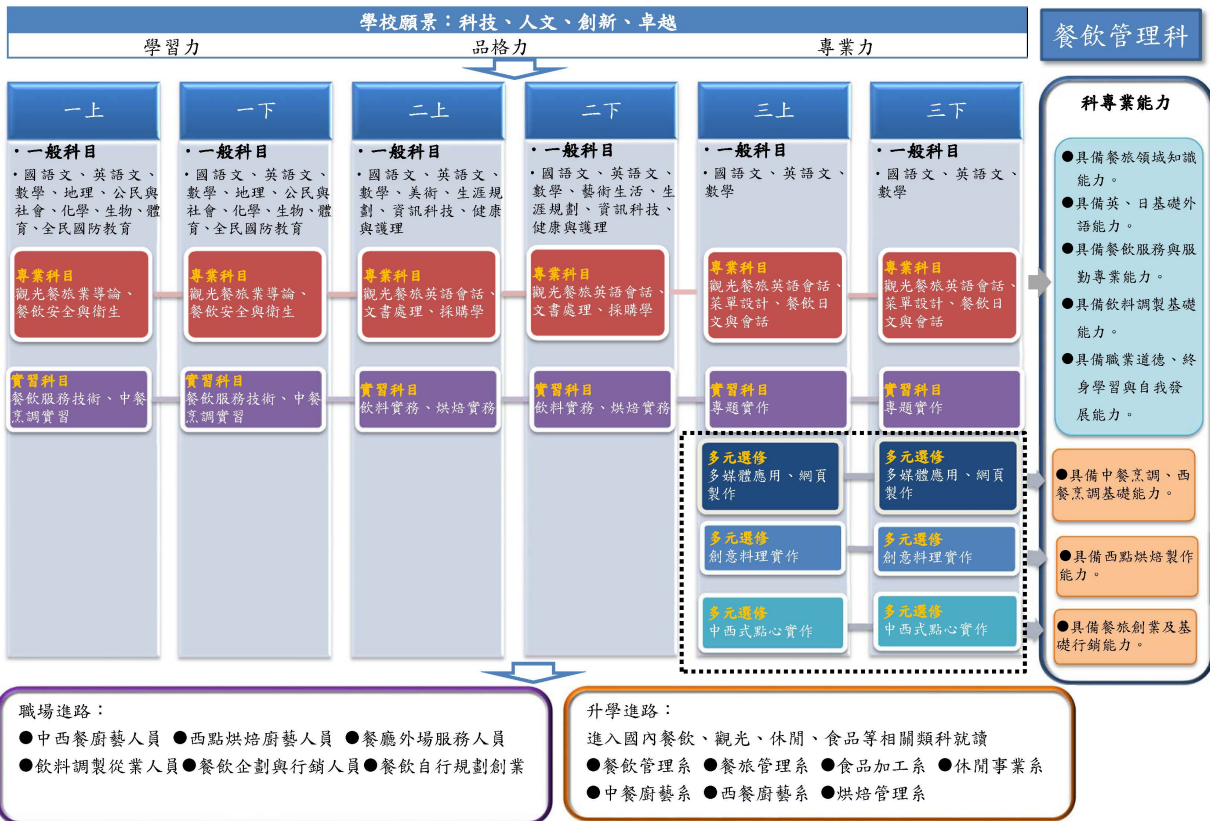 學校願景：科技、人文、創新、卓越
學習力
品格力
專業力
餐飲管理科
一上
・一般科目
・國語文、英語文、
數學、地理、公民與
社會、化學、生物、體
育、全民國防教育
專業科目
觀光餐旅業導論、
餐飲安全與衛生
實習科目
餐飲服務技術、中餐
烹調實習
一下
・一般科目
・國語文、英語文、
數學、地理、公民與
社會、化學、生物、體
育、全民國防教育
專業科目
觀光餐旅業導論、
餐飲安全與衛生
實習科目
餐飲服務技術、中餐
烹調實習
二上
・一般科目
・國語文、英語文、
數學、美術、生涯規
劃、資訊科技、健康
與護理
專業科目
觀光餐旅英語會話、
文書處理、採購學
實習科目
飲料實務、烘焙實務
二下
・一般科目
・國語文、英語文、
數學、藝術生活、生
涯規劃、資訊科技、
健康與護理
專業科目
觀光餐旅英語會話、
文書處理、採購學
實習科目
飲料實務、烘焙實務
三上
・一般科目
・國語文、英語文、
數學
專業科目
觀光餐旅英語會話、
菜單設計、餐飲日
文與會話
實習科目
專題實作
多元選修
多媒體應用、網頁
製作
多元選修
創意料理實作
多元選修
中西式點心實作
三下
・一般科目
・國語文、英語文、
數學
專業科目
觀光餐旅英語會話、
菜單設計、餐飲日
文與會話
實習科目
專題實作
多元選修
多媒體應用、網頁
製作
多元選修
創意料理實作
多元選修
中西式點心實作
科專業能力
●具備餐旅領域知識
能力。
●具備英、日基礎外
語能力。
●具備餐飲服務與服
勤專業能力。
●具備飲料調製基礎
能力。
●具備職業道德、終
身學習與自我發
展能力。
●具備中餐烹調、西
餐烹調基礎能力。
●具備西點烘焙製作
能力。
●具備餐旅創業及基
礎行銷能力。
職場進路：
●中西餐廚藝人員 ●西點烘焙廚藝人員 ●餐廳外場服務人員
●飲料調製從業人員●餐飲企劃與行銷人員●餐飲自行規劃創業
升學進路：
進入國內餐飲、觀光、休閒、食品等相關類科就讀
●餐飲管理系 ●餐旅管理系 ●食品加工系 ●休閒事業系
●中餐廚藝系 ●西餐廚藝系 ●烘焙管理系